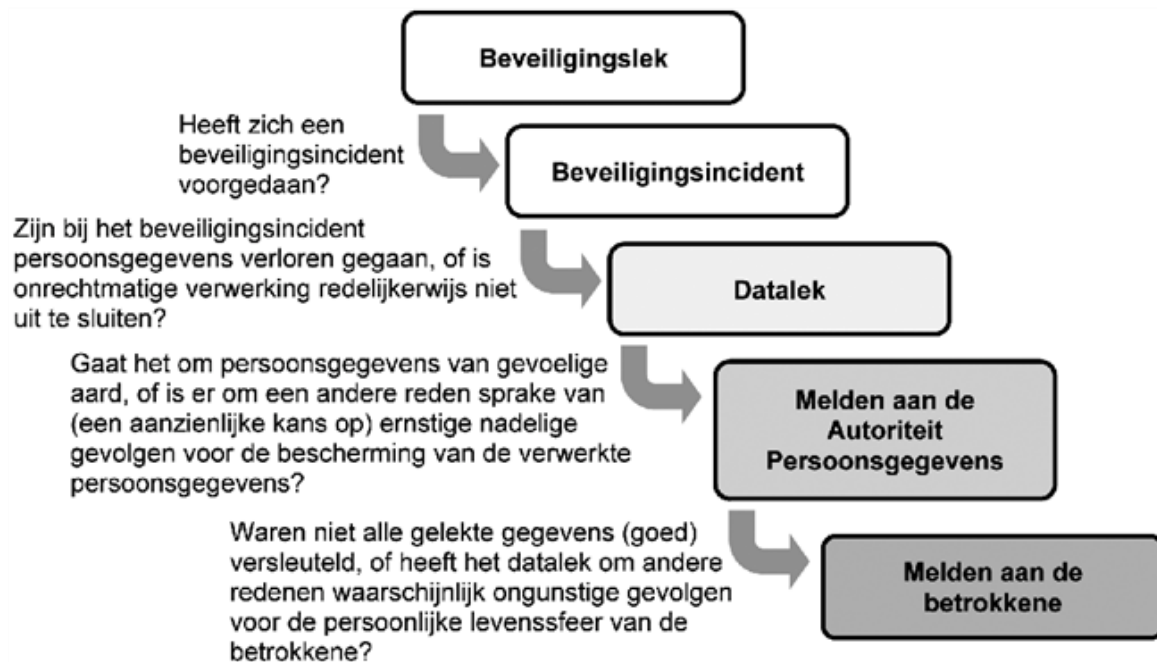 Beveiligingslek
Heeft zich een
beveiligingsincident
voorgedaan?
Beveiligingsincident
Zijn bij het beveiligingsincident
persoonsgegevens verloren gegaan, of is
onrechtmatige verwerking redelijkerwijs niet
uit te sluiten?
Datalek
Gaat het om persoonsgegevens van gevoelige
aard, of is er om een andere reden sprake van
(een aanzienlijke kans op) ernstige nadelige
gevolgen voor de bescherming van de verwerkte
persoonsgegevens?
Melden aan de
Autoriteit
Persoonsgegevens
Waren niet alle gelekte gegevens (goed)
versleuteld, of heeft het datalek om andere
redenen waarschijnlijk ongunstige gevolgen
voor de persoonlijke levenssfeer van de
betrokkene?
Melden aan de
betrokkene